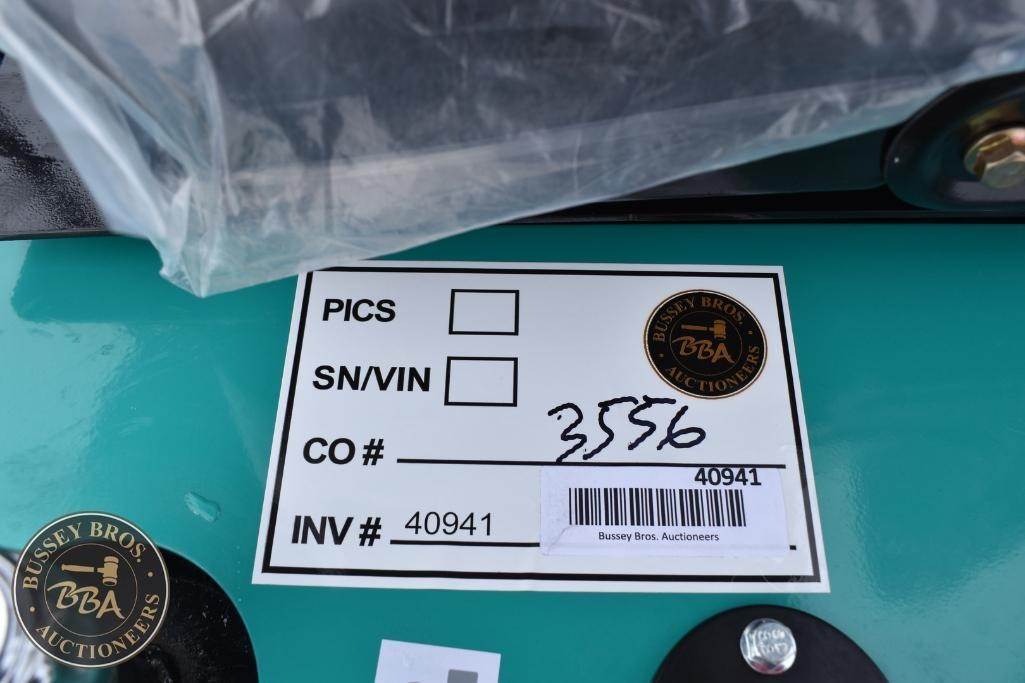 PICS
BUSSEY BROS.
BBA
AUCTIONEERS
SN/VIN
CO # 3556
40941
INV # 40941
Bussey Bros. Auctioneers
BUSSEY BROS.
BBA
AUCTIONEERS